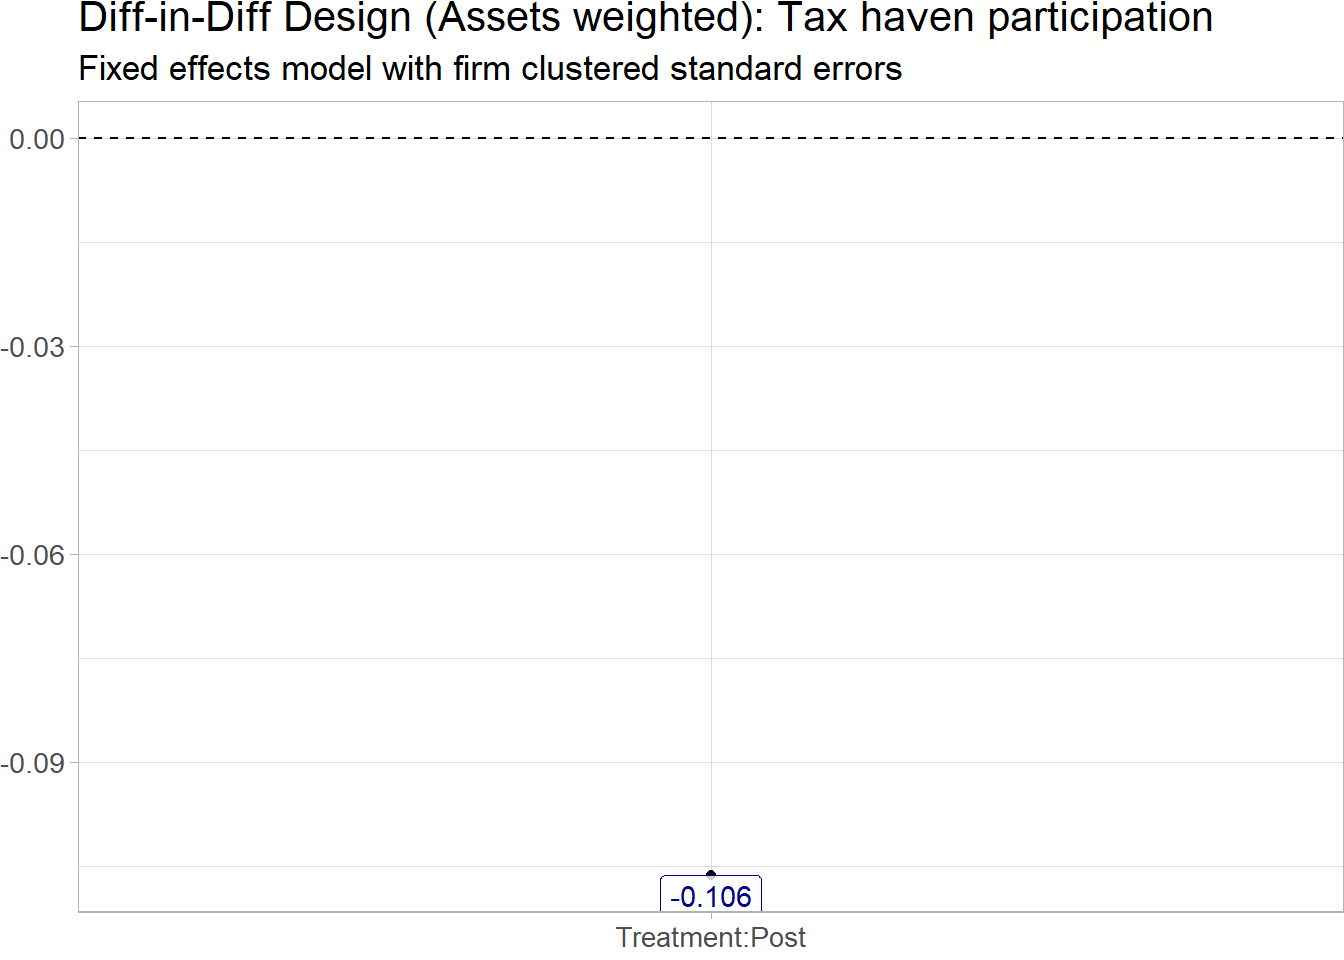 Diff-in-Diff Design (Assets weighted): Tax haven participation
Fixed effects model with firm clustered standard errors
0.00
-0.03
-0.06
-0.09
-0.106
Treatment:Post